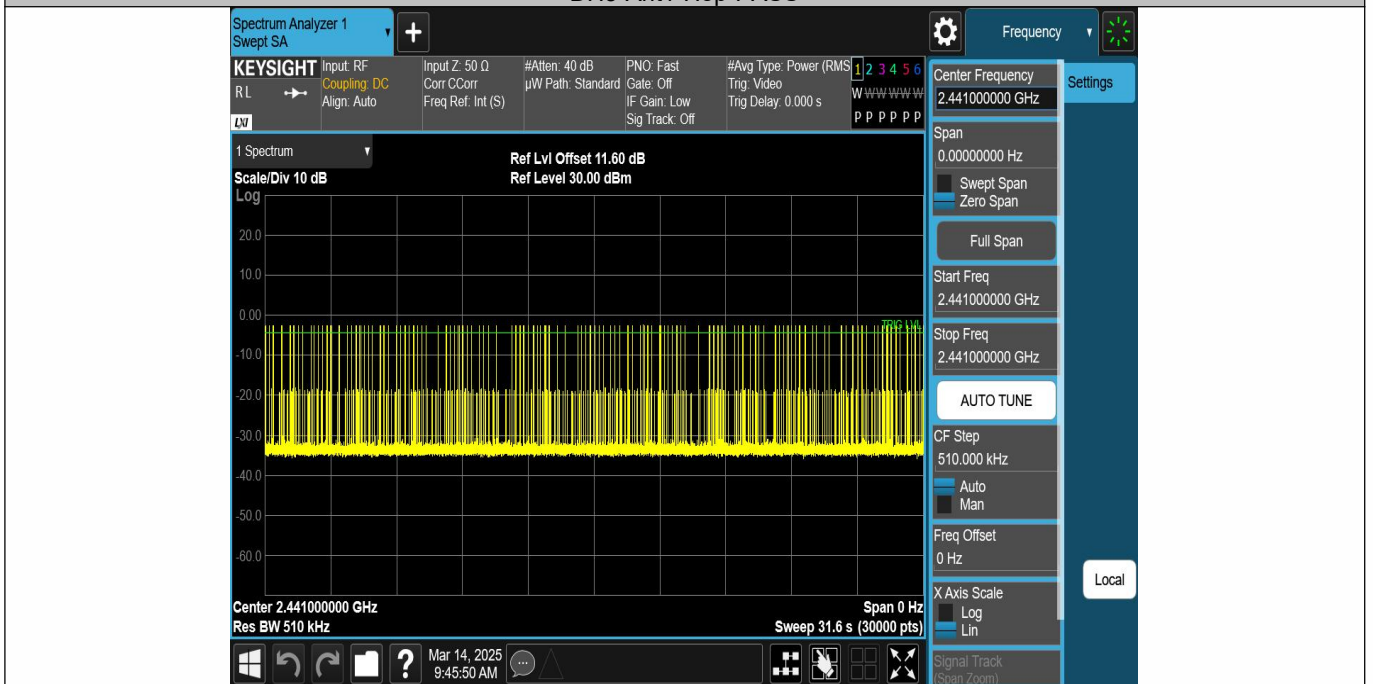 Spectrum Analyzer 1
Swept SA
+
Frequency
KEYSIGHT
RL
LXI
Input: RF
Coupling: DC
Align: Auto
Input Z: 50 Ω
Corr CCorr
Freq Ref: Int (S)
#Atten: 40 dB
µW Path: Standard
PNO: Fast
Gate: Off
IF Gain: Low
Sig Track: Off
#Avg Type: Power (RMS
Trig: Video
Trig Delay: 0.000 s
1 2 3 4 5 6
W W W W W W
P P P P P P
1 Spectrum
Scale/Div 10 dB
Ref Lvl Offset 11.60 dB
Ref Level 30.00 dBm
Log
20.0
10.0
0.00
-10.0
-20.0
-30.0
-40.0
-50.0
-60.0
TRIG LVL
Center 2.441000000 GHz
Res BW 510 kHz
Span 0 Hz
Sweep 31.6 s (30000 pts)
Center Frequency
2.441000000 GHz
Settings
Span
0.00000000 Hz
Swept Span
Zero Span
Full Span
Start Freq
2.441000000 GHz
Stop Freq
2.441000000 GHz
AUTO TUNE
CF Step
510.000 kHz
Auto
Man
Freq Offset
0 Hz
X Axis Scale
Log
Lin
Local
Signal Track
(Span Zoom)
?
Mar 14, 2025
9:45:50 AM